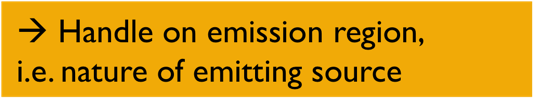 → Handle on emission region,
i.e. nature of emitting source